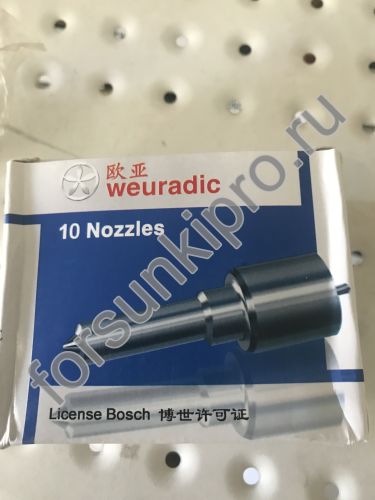 欧亚
weuradic
10 Nozzles
License Bosch 博世许可证
forsunkipro.ru